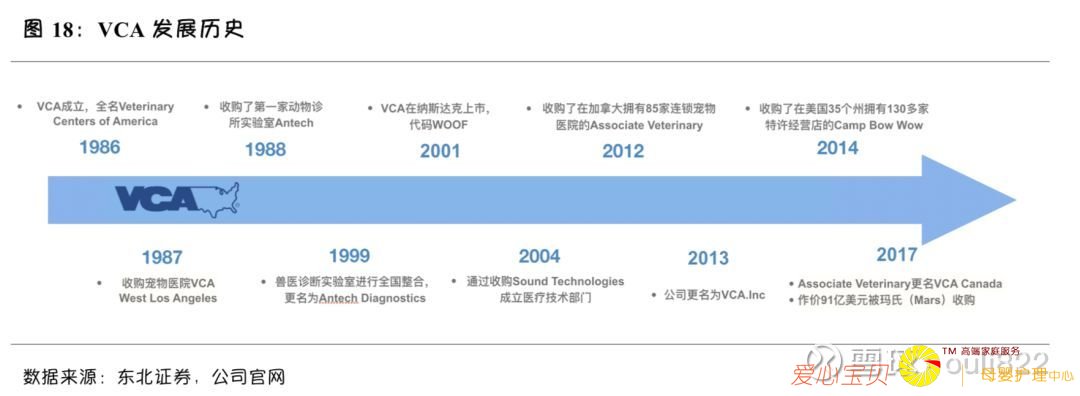 图 18：VCA 发展历史
• VCA成立，全名Veterinary
Centers of America
1986
• 收购了第一家动物诊
所实验室Antech
1988
• VCA在纳斯达克上市，
代码WOOF
2001
• 收购了在加拿大拥有85家连锁宠物
医院的Associate Veterinary
2012
• 收购了在美国35个州拥有130多家
特许经营店的Camp Bow Wow
2014
VCA
1987
• 收购宠物医院VCA
West Los Angeles
1999
• 兽医诊断实验室进行全国整合，
更名为Antech Diagnostics
2004
• 通过收购Sound Technologies
成立医疗技术部门
2013
• 公司更名为VCA.Inc
2017
• Associate Veterinary更名VCA Canada
• 作价91亿美元被玛氏（Mars）收购
数据来源：东北证券，公司官网
TM 高端家庭服务
爱心宝贝
母婴护理中心